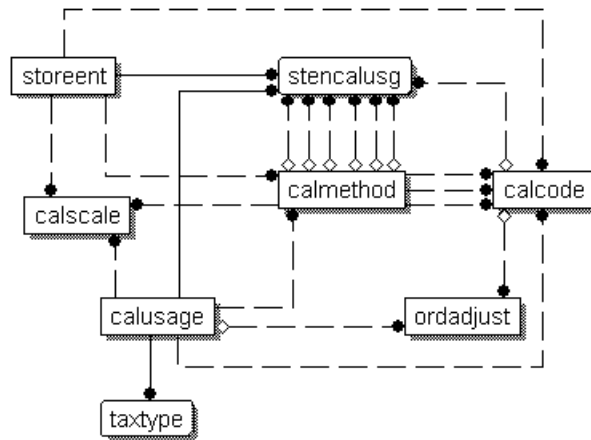 storeent
stencalusg
calmethod
calcode
calscale
calusage
ordadjust
taxtype